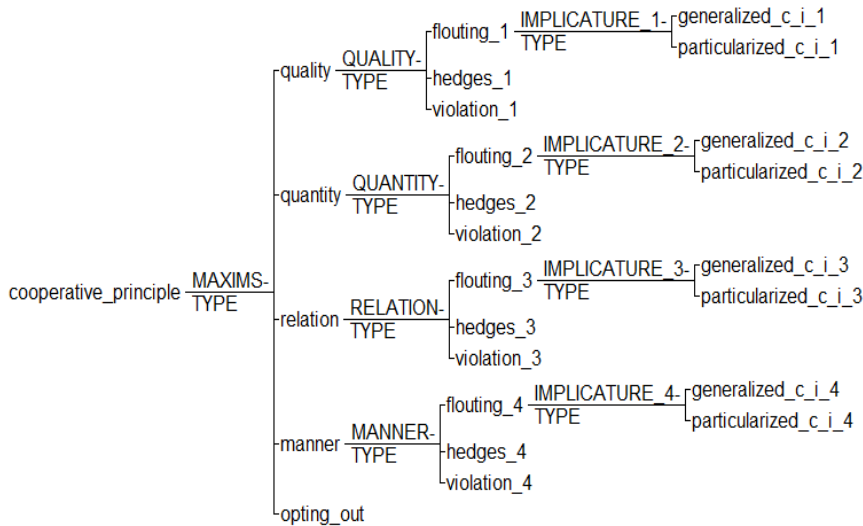 cooperative_principle MAXIMS-
TYPE
quality QUALITY-
TYPE
flouting_1 IMPLICATURE_1-
TYPE
generalized_c_i_1
particularized_c_i_1
hedges_1
violation_1
quantity QUANTITY-
TYPE
flouting_2 IMPLICATURE_2-
TYPE
generalized_c_i_2
particularized_c_i_2
hedges_2
violation_2
relation RELATION-
TYPE
flouting_3 IMPLICATURE_3-
TYPE
generalized_c_i_3
particularized_c_i_3
hedges_3
violation_3
manner MANNER-
TYPE
flouting_4 IMPLICATURE_4-
TYPE
generalized_c_i_4
particularized_c_i_4
hedges_4
violation_4
opting_out